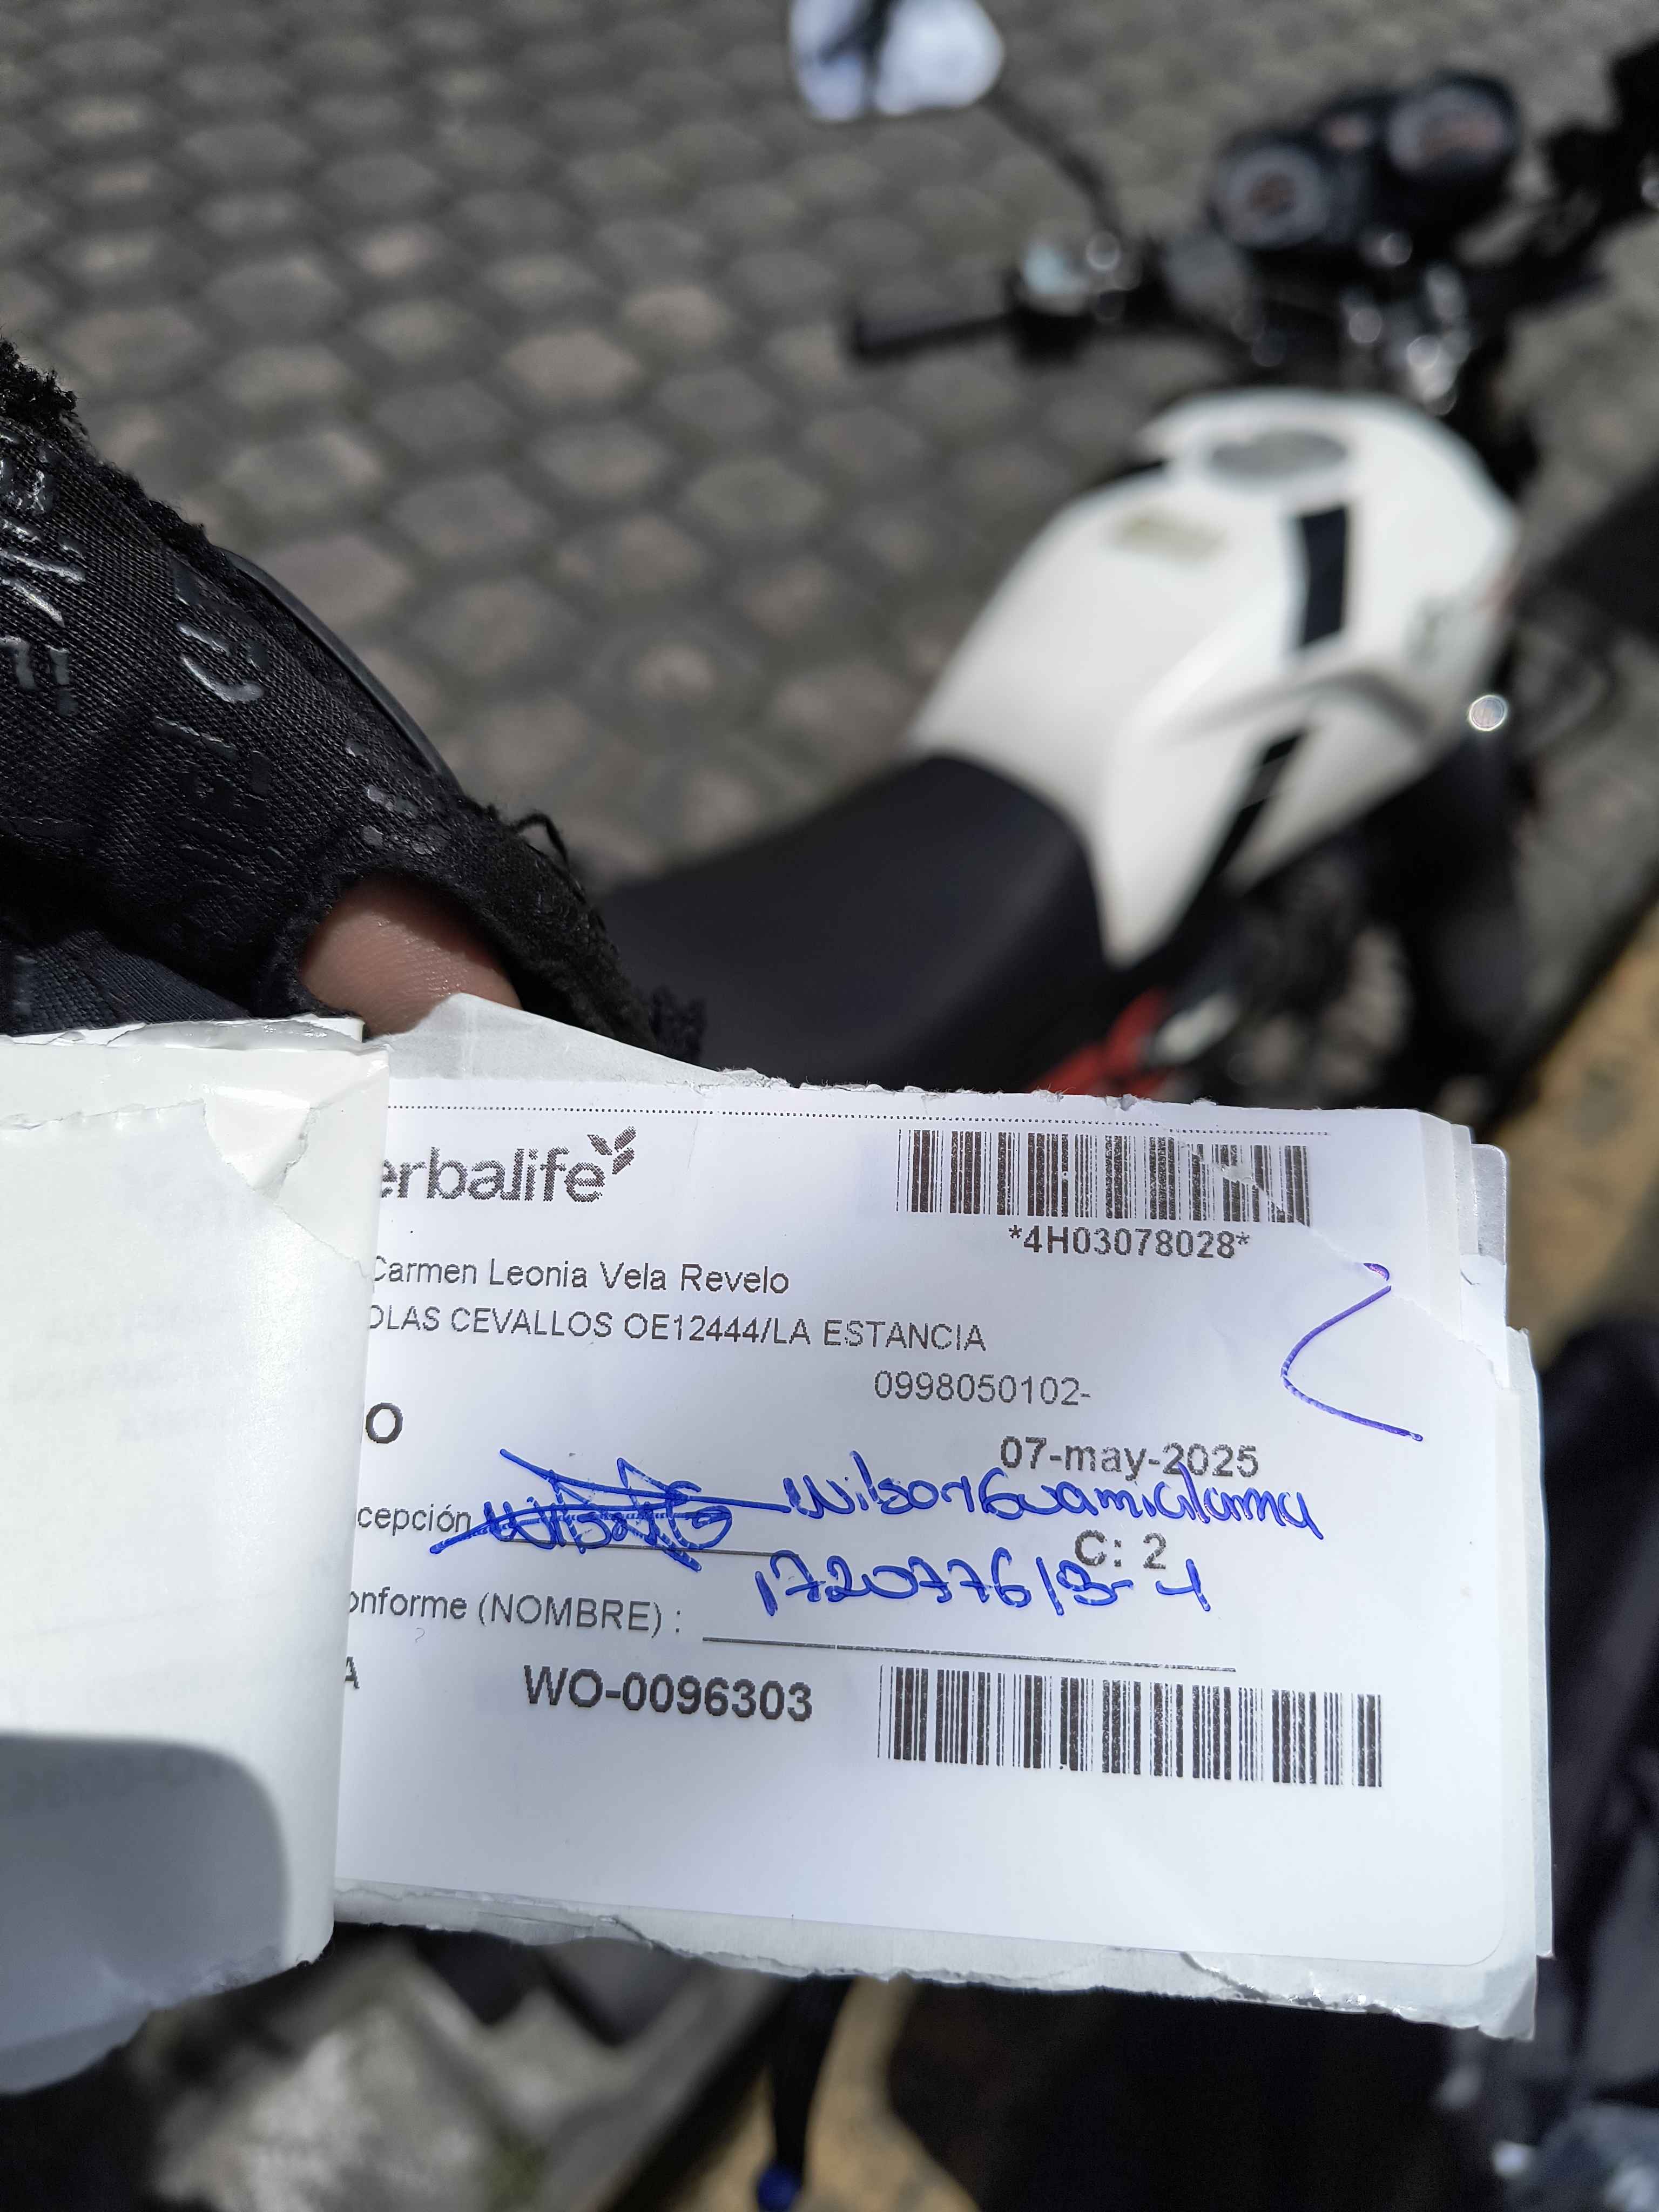 erbalife
*4H03078028*
Carmen Leonia Vela Revelo
OLAS CEVALLOS OE12444/LA ESTANCIA
0998050102-
O
07-may-2025
cepción
C: 2
onforme (NOMBRE) :
A
WO-0096303